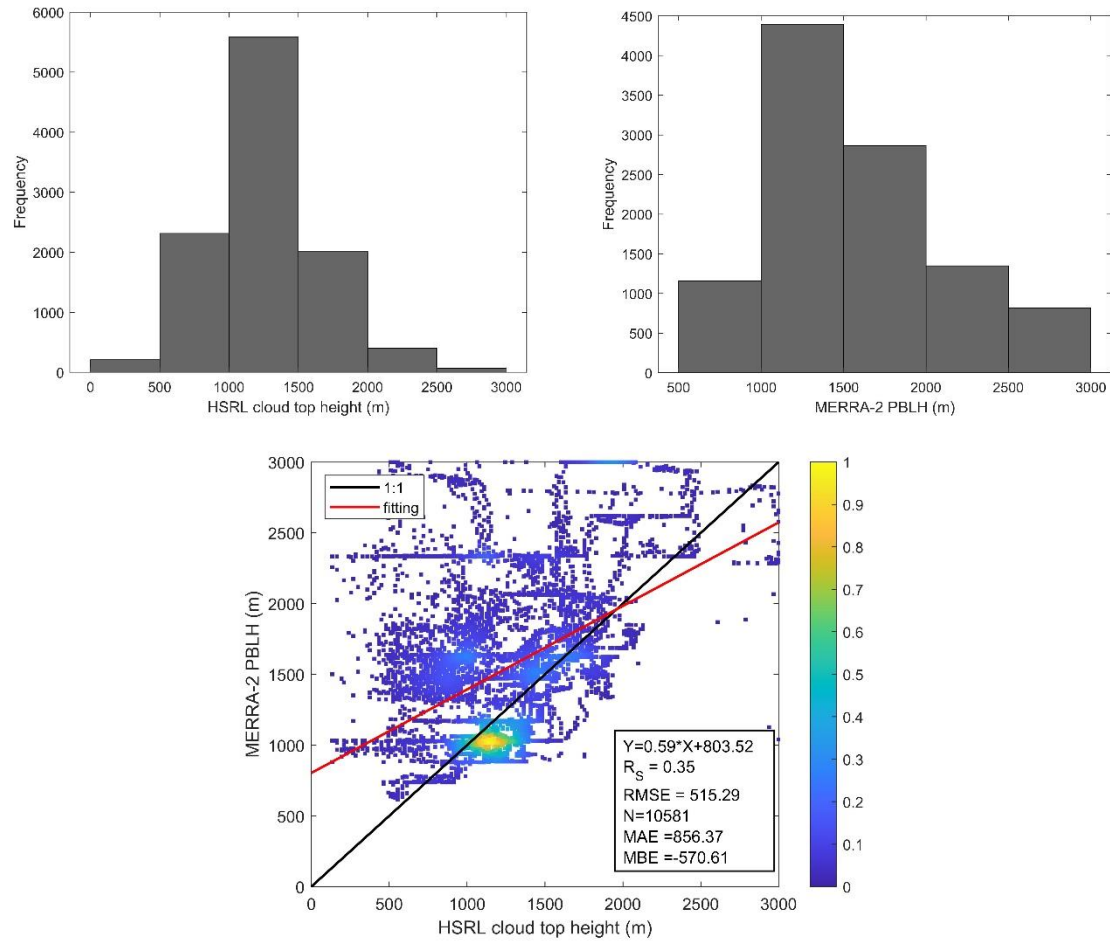 6000
5000
4000
3000
2000
1000
0
Frequency
0 500 1000 1500 2000 2500 3000
HSRL cloud top height (m)
4500
4000
3500
3000
2500
2000
1500
1000
500
0
Frequency
500 1000 1500 2000 2500 3000
MERRA-2 PBLH (m)
3000
2500
2000
1500
1000
500
0
MERRA-2 PBLH (m)
1:1
fitting
Y=0.59*X+803.52
R_S = 0.35
RMSE = 515.29
N=10581
MAE =856.37
MBE =-570.61
0 500 1000 1500 2000 2500 3000
HSRL cloud top height (m)
1
0.9
0.8
0.7
0.6
0.5
0.4
0.3
0.2
0.1
0